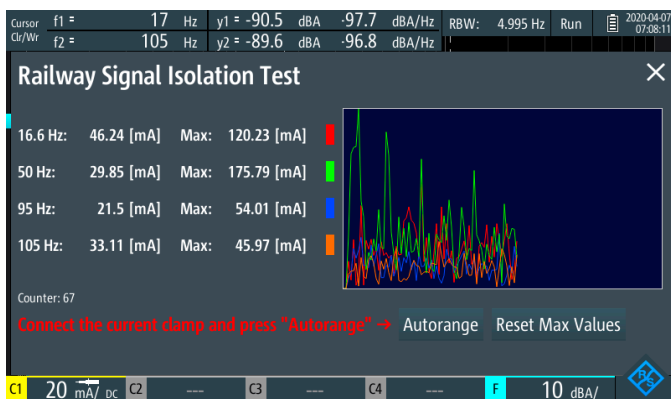 Cursor f1 = 17 Hz y1 = -90.5 dBA -97.7 dBA/Hz RBW: 4.995 Hz Run 2020-04-07
Clr/Wr f2 = 105 Hz y2 = -89.6 dBA -96.8 dBA/Hz 07:08:11
Railway Signal Isolation Test
16.6 Hz: 46.24 [mA] Max: 120.23 [mA]
50 Hz: 29.85 [mA] Max: 175.79 [mA]
95 Hz: 21.5 [mA] Max: 54.01 [mA]
105 Hz: 33.11 [mA] Max: 45.97 [mA]
Counter: 67
Connect the current clamp and press "Autorange" → Autorange Reset Max Values
C1 20 mA/ DC C2 --- C3 --- C4 --- F 10 dBA/ R&S